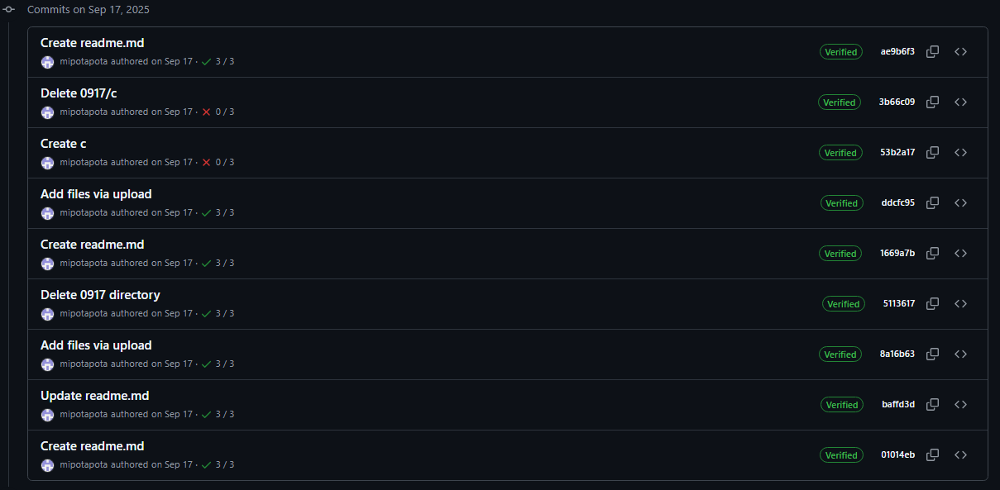 Commits on Sep 17, 2025
Create readme.md
mipotapota authored on Sep 17 · 3 / 3
Verified
ae9b6f3
Delete 0917/c
mipotapota authored on Sep 17 · 0 / 3
Verified
3b66c09
Create c
mipotapota authored on Sep 17 · 0 / 3
Verified
53b2a17
Add files via upload
mipotapota authored on Sep 17 · 3 / 3
Verified
ddcfc95
Create readme.md
mipotapota authored on Sep 17 · 3 / 3
Verified
1669a7b
Delete 0917 directory
mipotapota authored on Sep 17 · 3 / 3
Verified
5113617
Add files via upload
mipotapota authored on Sep 17 · 3 / 3
Verified
8a16b63
Update readme.md
mipotapota authored on Sep 17 · 3 / 3
Verified
baffd3d
Create readme.md
mipotapota authored on Sep 17 · 3 / 3
Verified
01014eb